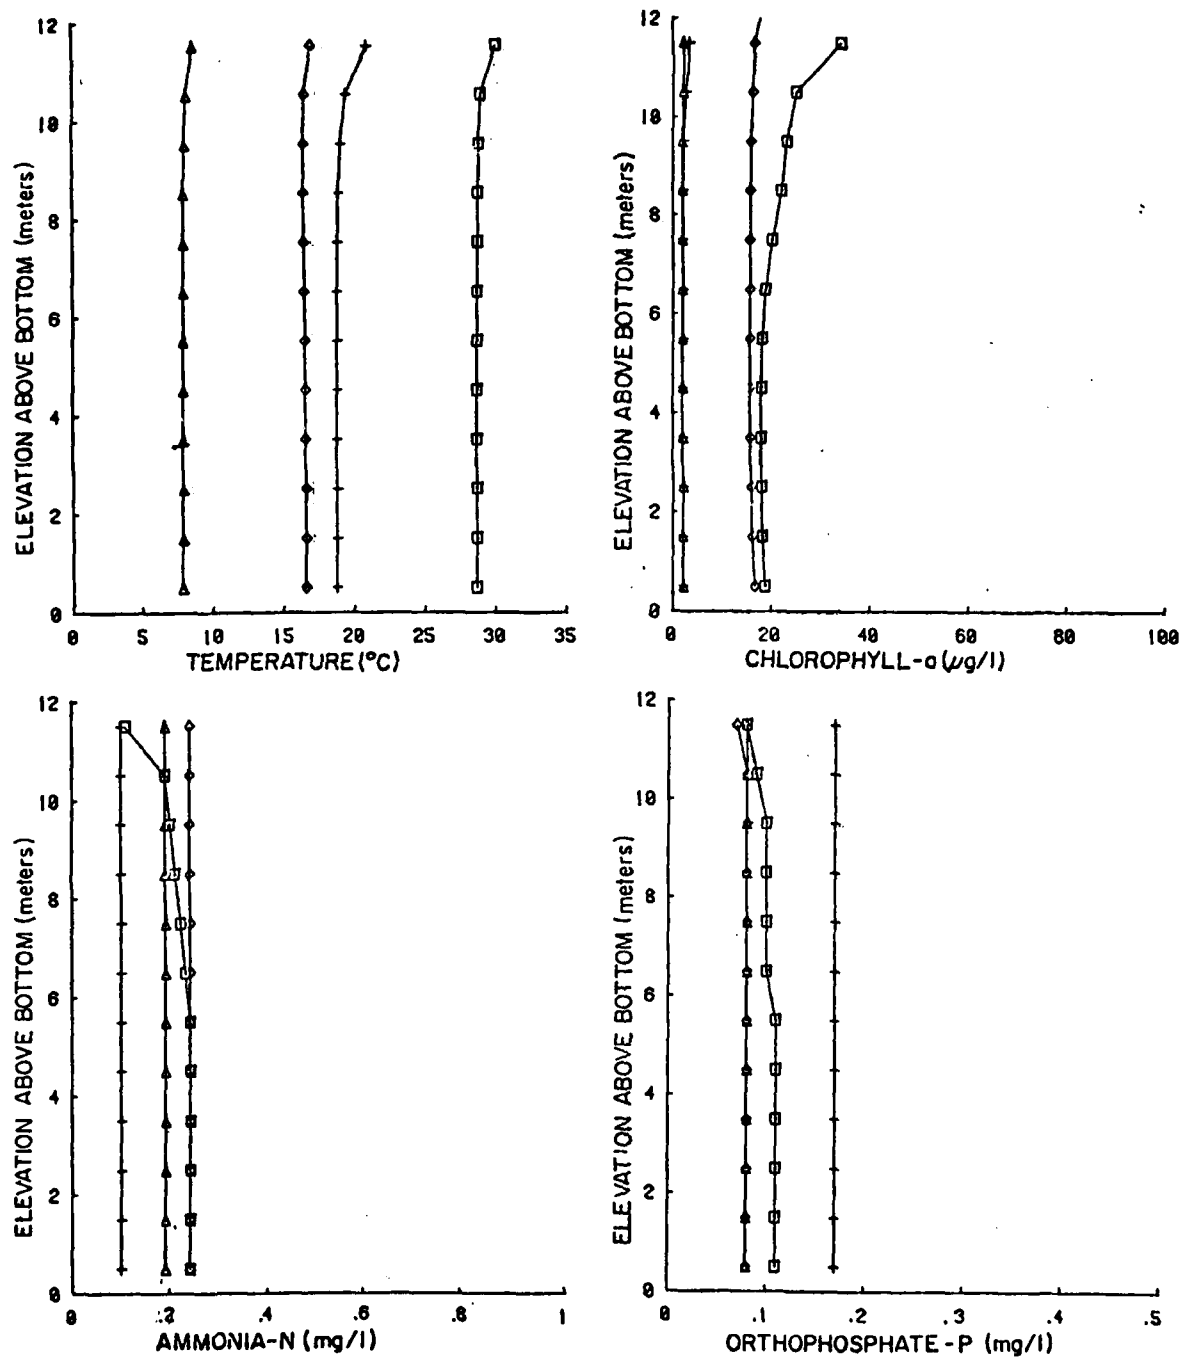 12
10
8
6
4
2
0
ELEVATION ABOVE BOTTOM (meters)
0 5 10 15 20 25 30 35
TEMPERATURE (°C)
12
10
8
6
4
2
0
ELEVATION ABOVE BOTTOM (meters)
0 20 40 60 80 100
CHLOROPHYLL-a (µg/l)
12
10
8
6
4
2
0
ELEVATION ABOVE BOTTOM (meters)
0 .2 .4 .6 .8 1
AMMONIA-N (mg/l)
12
10
8
6
4
2
0
ELEVATION ABOVE BOTTOM (meters)
0 .1 .2 .3 .4 .5
ORTHOPHOSPHATE-P (mg/l)